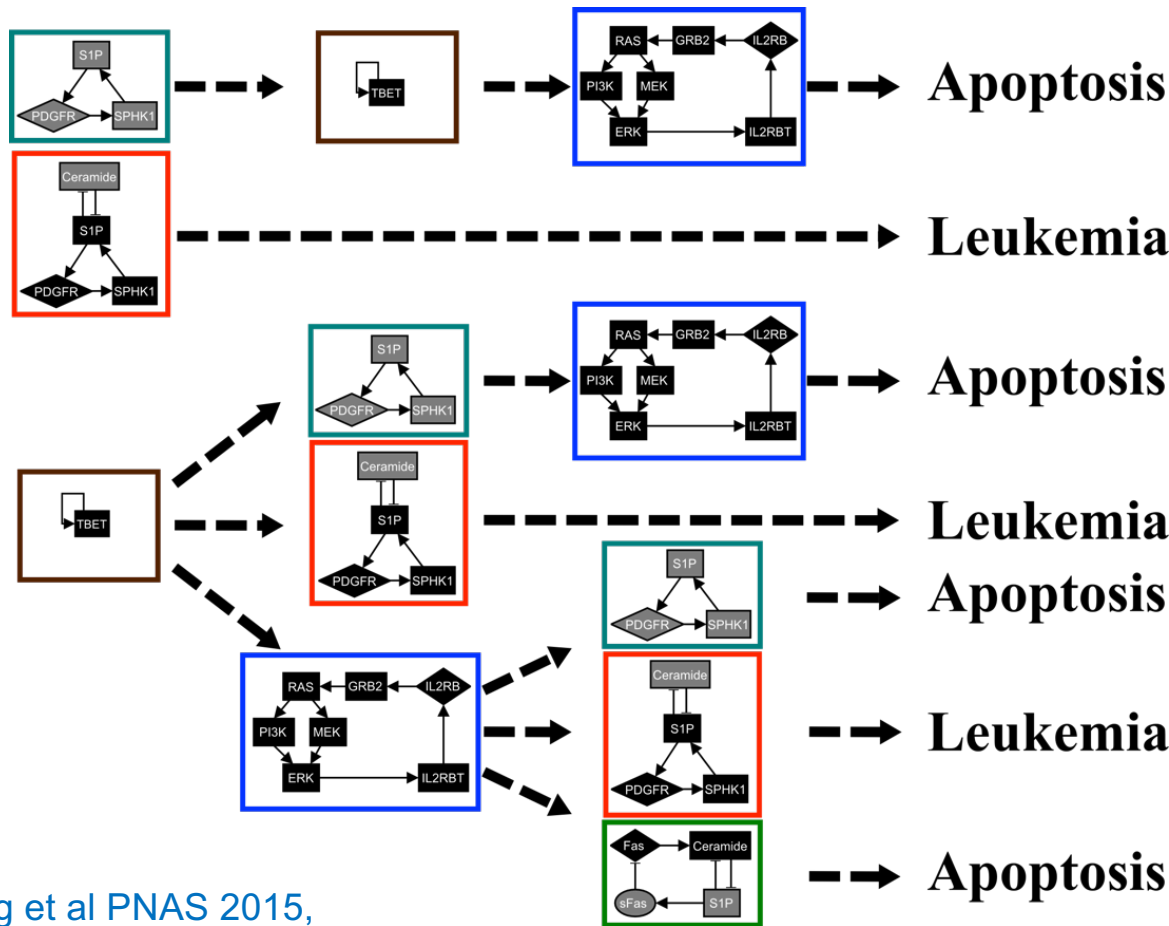 S1P
PDGFR SPHK1
TBET
RAS GRB2 IL2RB
PI3K MEK
ERK IL2RBT
Apoptosis
Ceramide
S1P
PDGFR SPHK1
Leukemia
S1P
PDGFR SPHK1
RAS GRB2 IL2RB
PI3K MEK
ERK IL2RBT
Apoptosis
TBET
Ceramide
S1P
PDGFR SPHK1
Leukemia
RAS GRB2 IL2RB
PI3K MEK
ERK IL2RBT
S1P
PDGFR SPHK1
Apoptosis
Ceramide
S1P
PDGFR SPHK1
Leukemia
Fas Ceramide
sFas S1P
Apoptosis
g et al PNAS 2015,